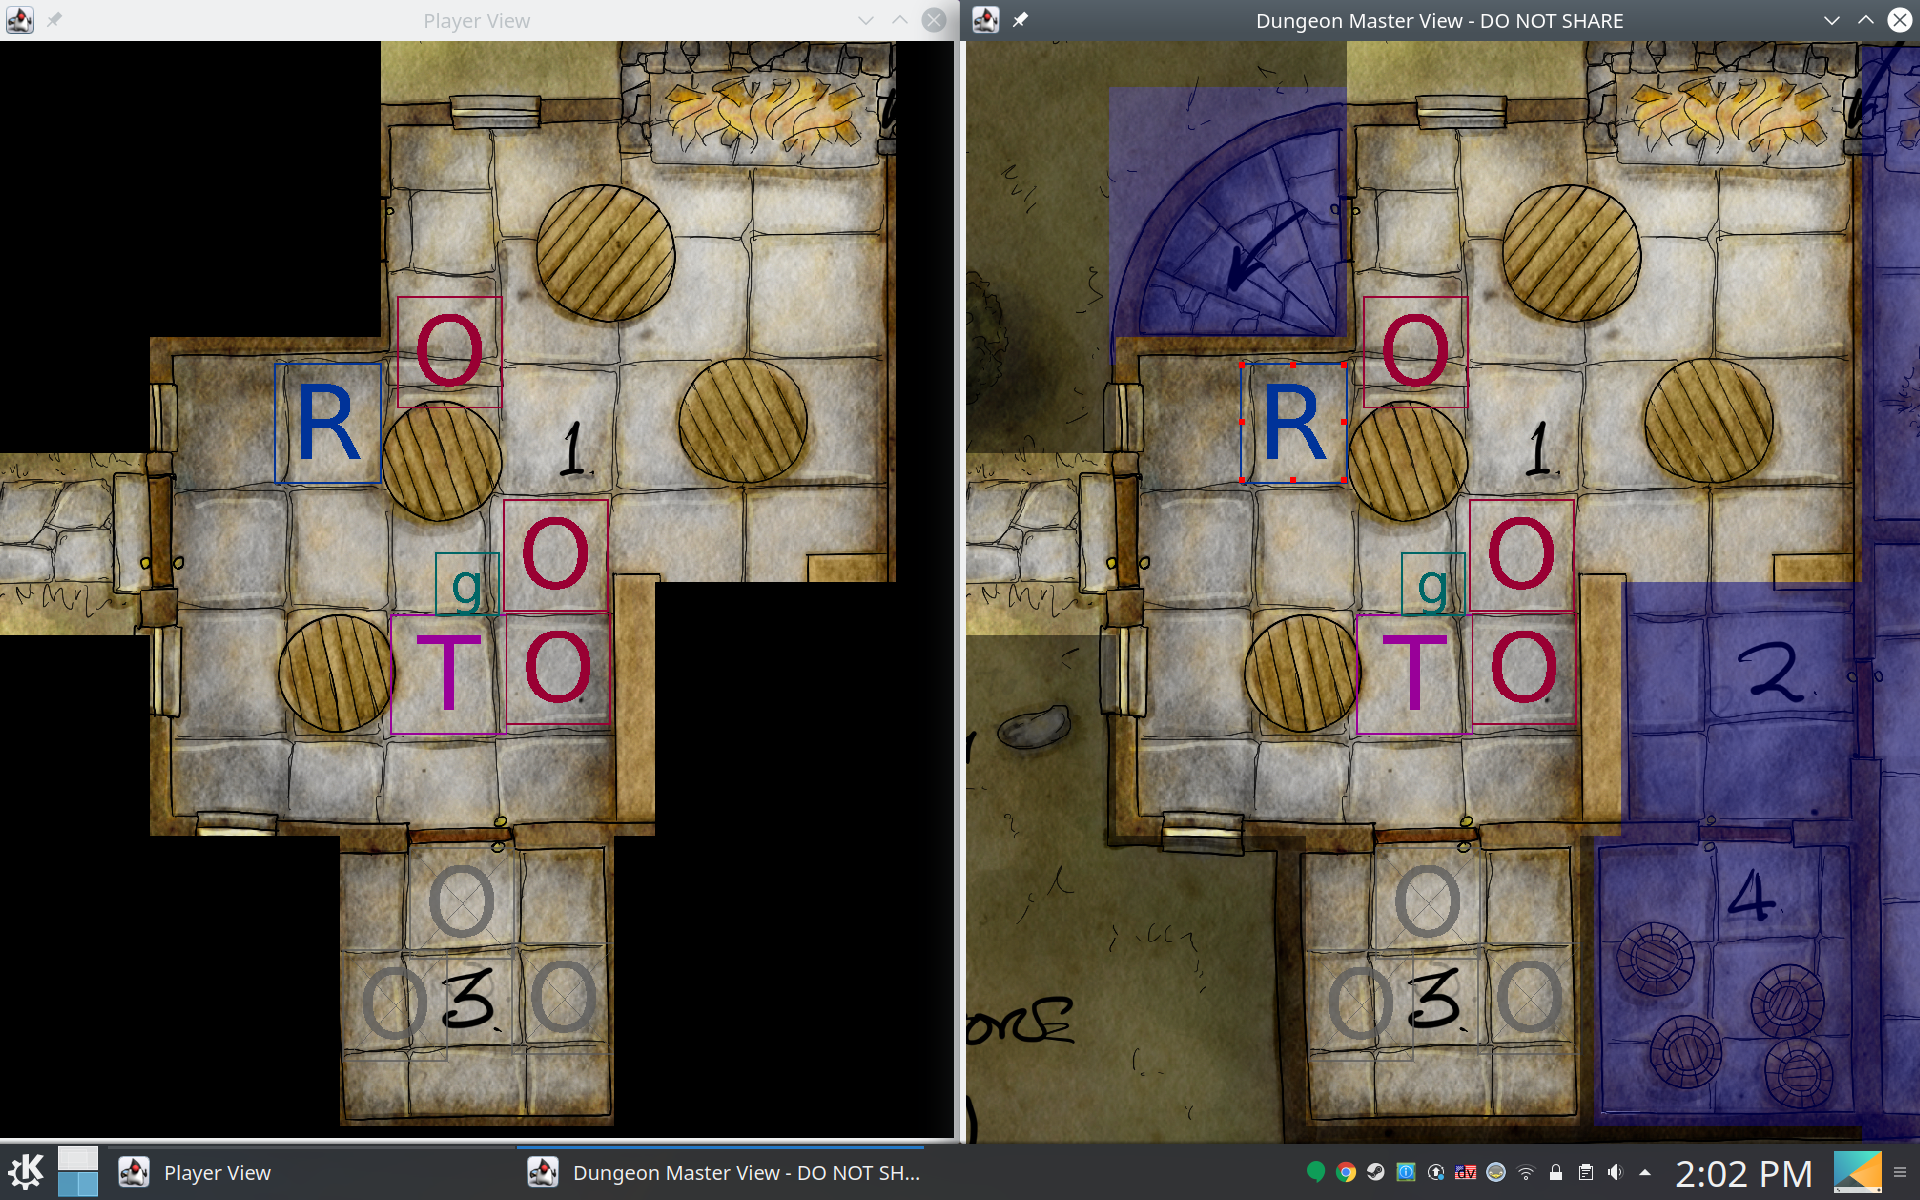 Player View
Dungeon Master View - DO NOT SHARE
O
R
1.
O
g
T
O
O
O
3.
O
O
R
1.
O
g
T
O
2.
O
4.
O
3.
O
ORE
Player View
Dungeon Master View - DO NOT SH...
2:02 PM